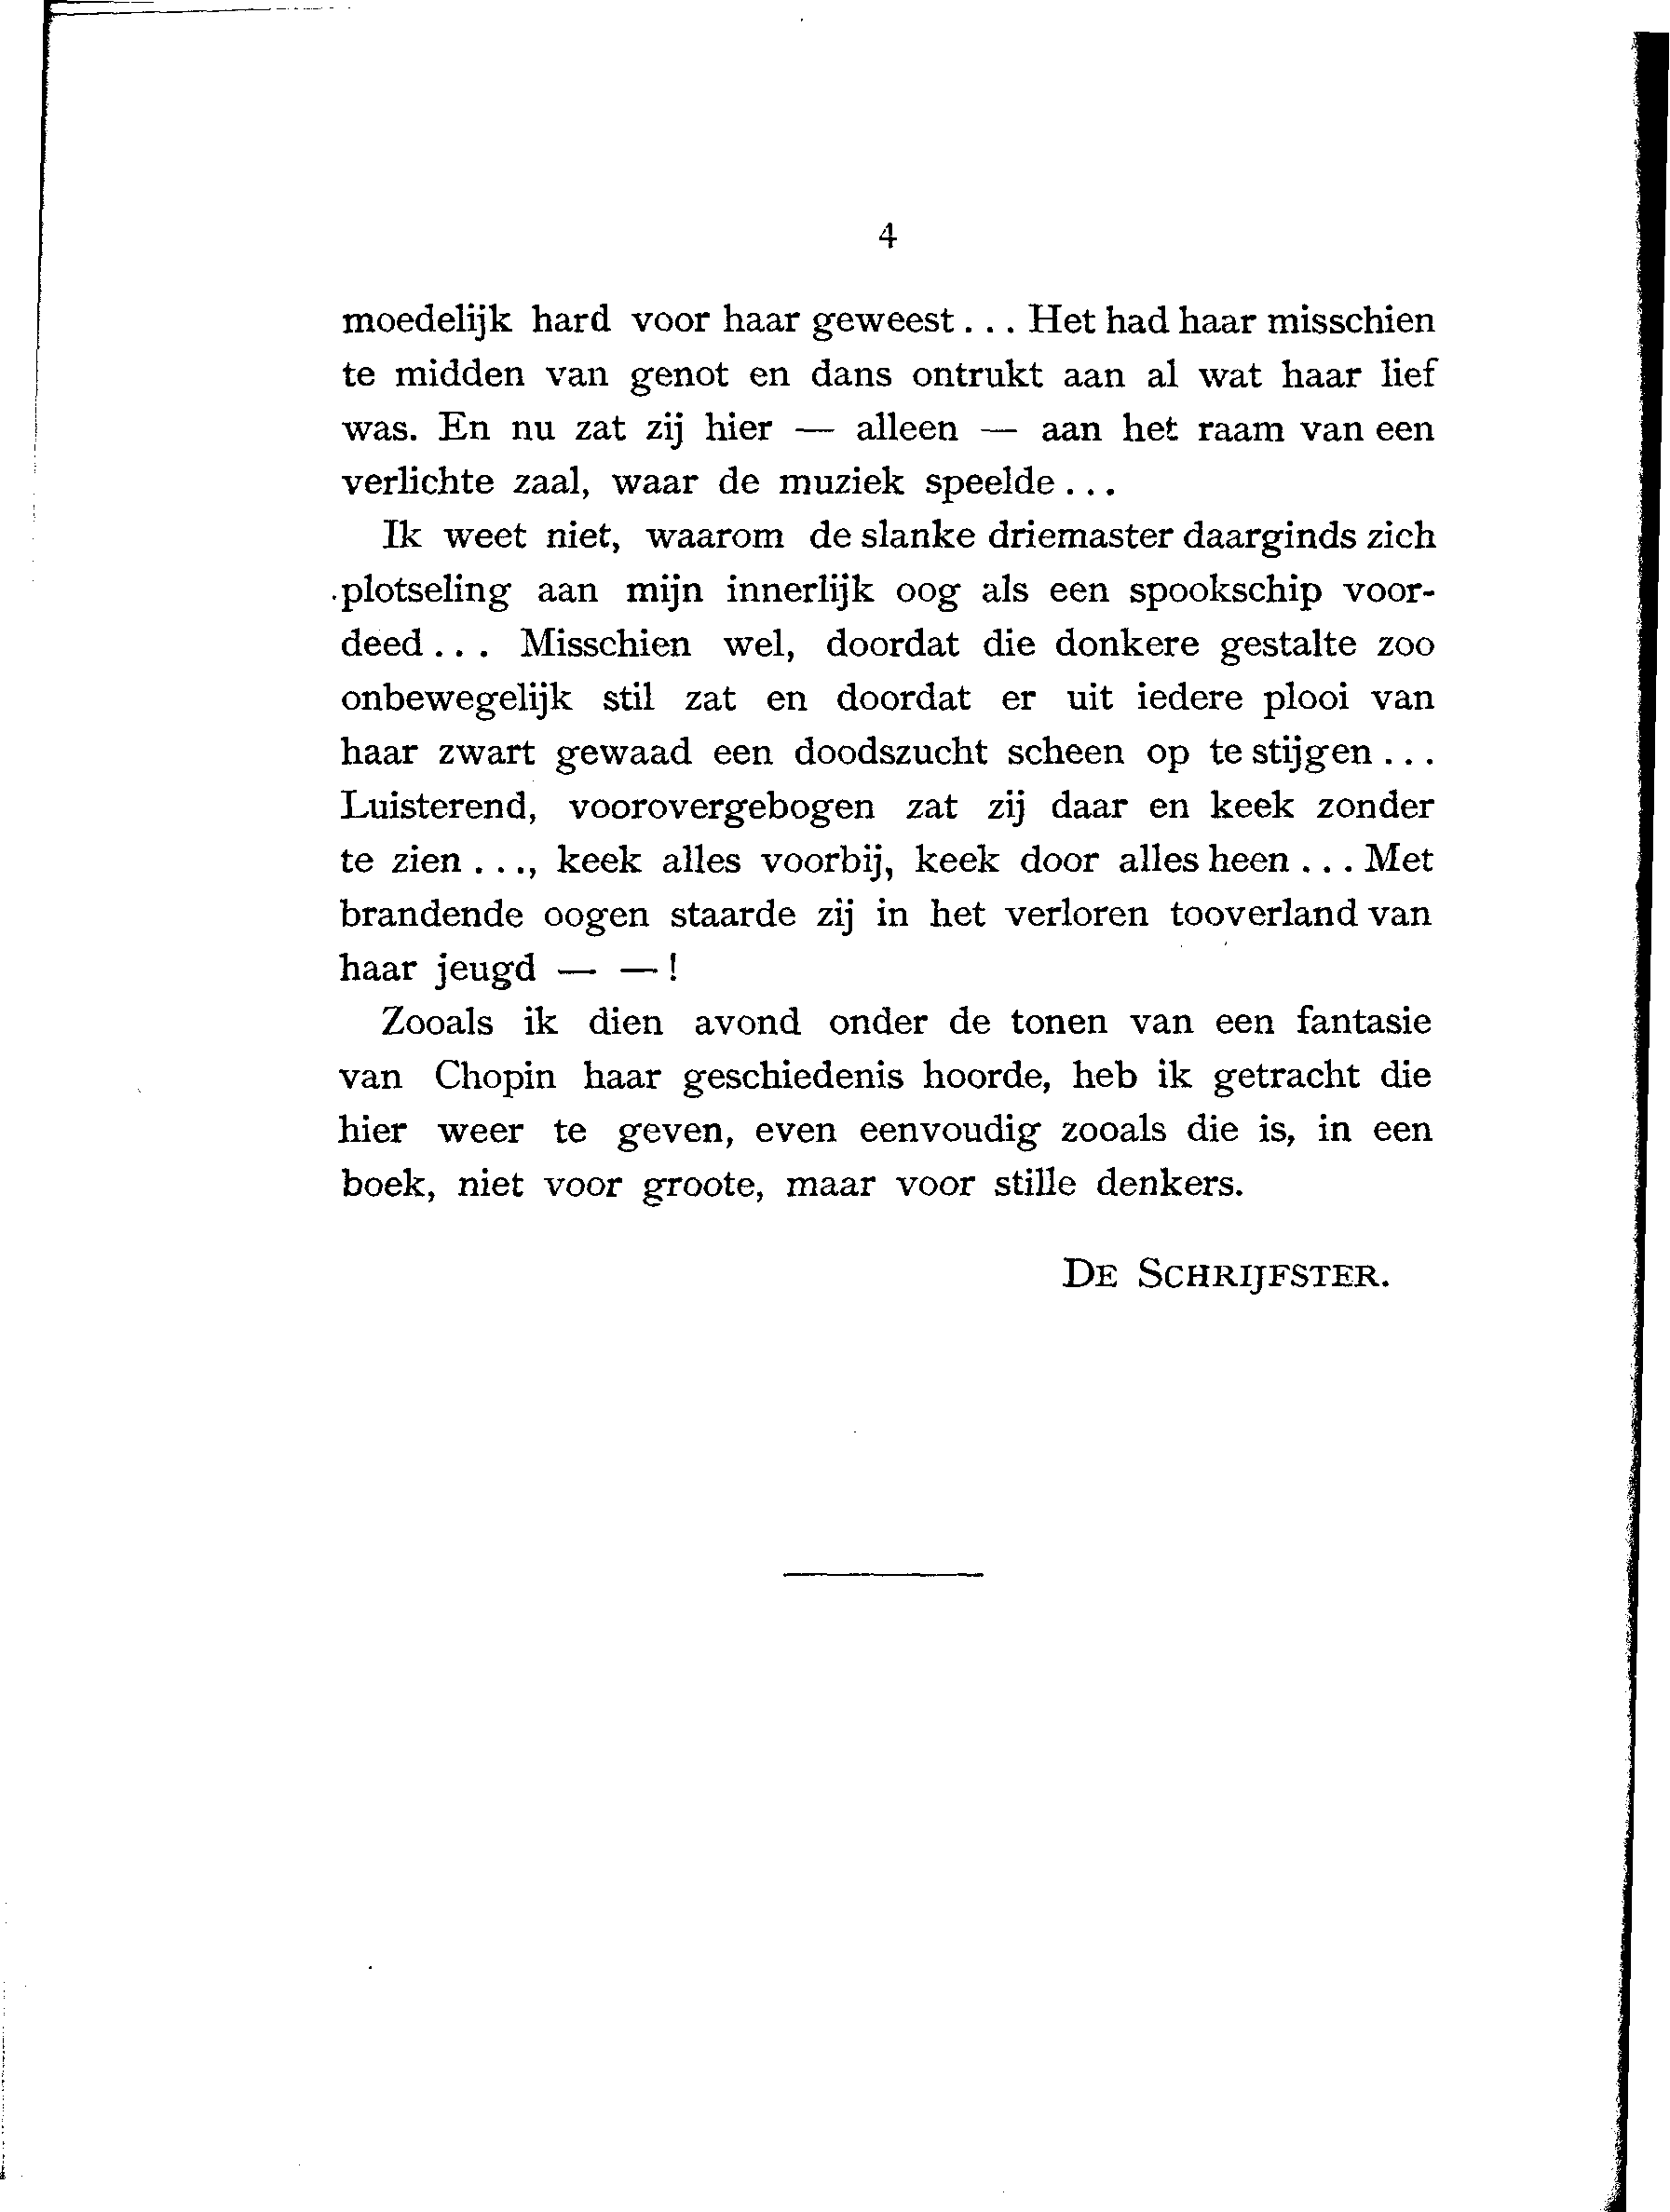 4
moedelijk hard voor haar geweest... Het had haar misschien
te midden van genot en dans ontrukt aan al wat haar lief
was. En nu zat zij hier — alleen — aan het raam van een
verlichte zaal, waar de muziek speelde...
Ik weet niet, waarom de slanke driemaster daarginds zich
plotseling aan mijn innerlijk oog als een spookschip voor-
deed... Misschien wel, doordat die donkere gestalte zoo
onbewegelijk stil zat en doordat er uit iedere plooi van
haar zwart gewaad een doodszucht scheen op te stijgen...
Luisterend, voorovergebogen zat zij daar en keek zonder
te zien..., keek alles voorbij, keek door alles heen... Met
brandende oogen staarde zij in het verloren tooverland van
haar jeugd — —!
Zooals ik dien avond onder de tonen van een fantasie
van Chopin haar geschiedenis hoorde, heb ik getracht die
hier weer te geven, even eenvoudig zooals die is, in een
boek, niet voor groote, maar voor stille denkers.
DE SCHRIJFSTER.